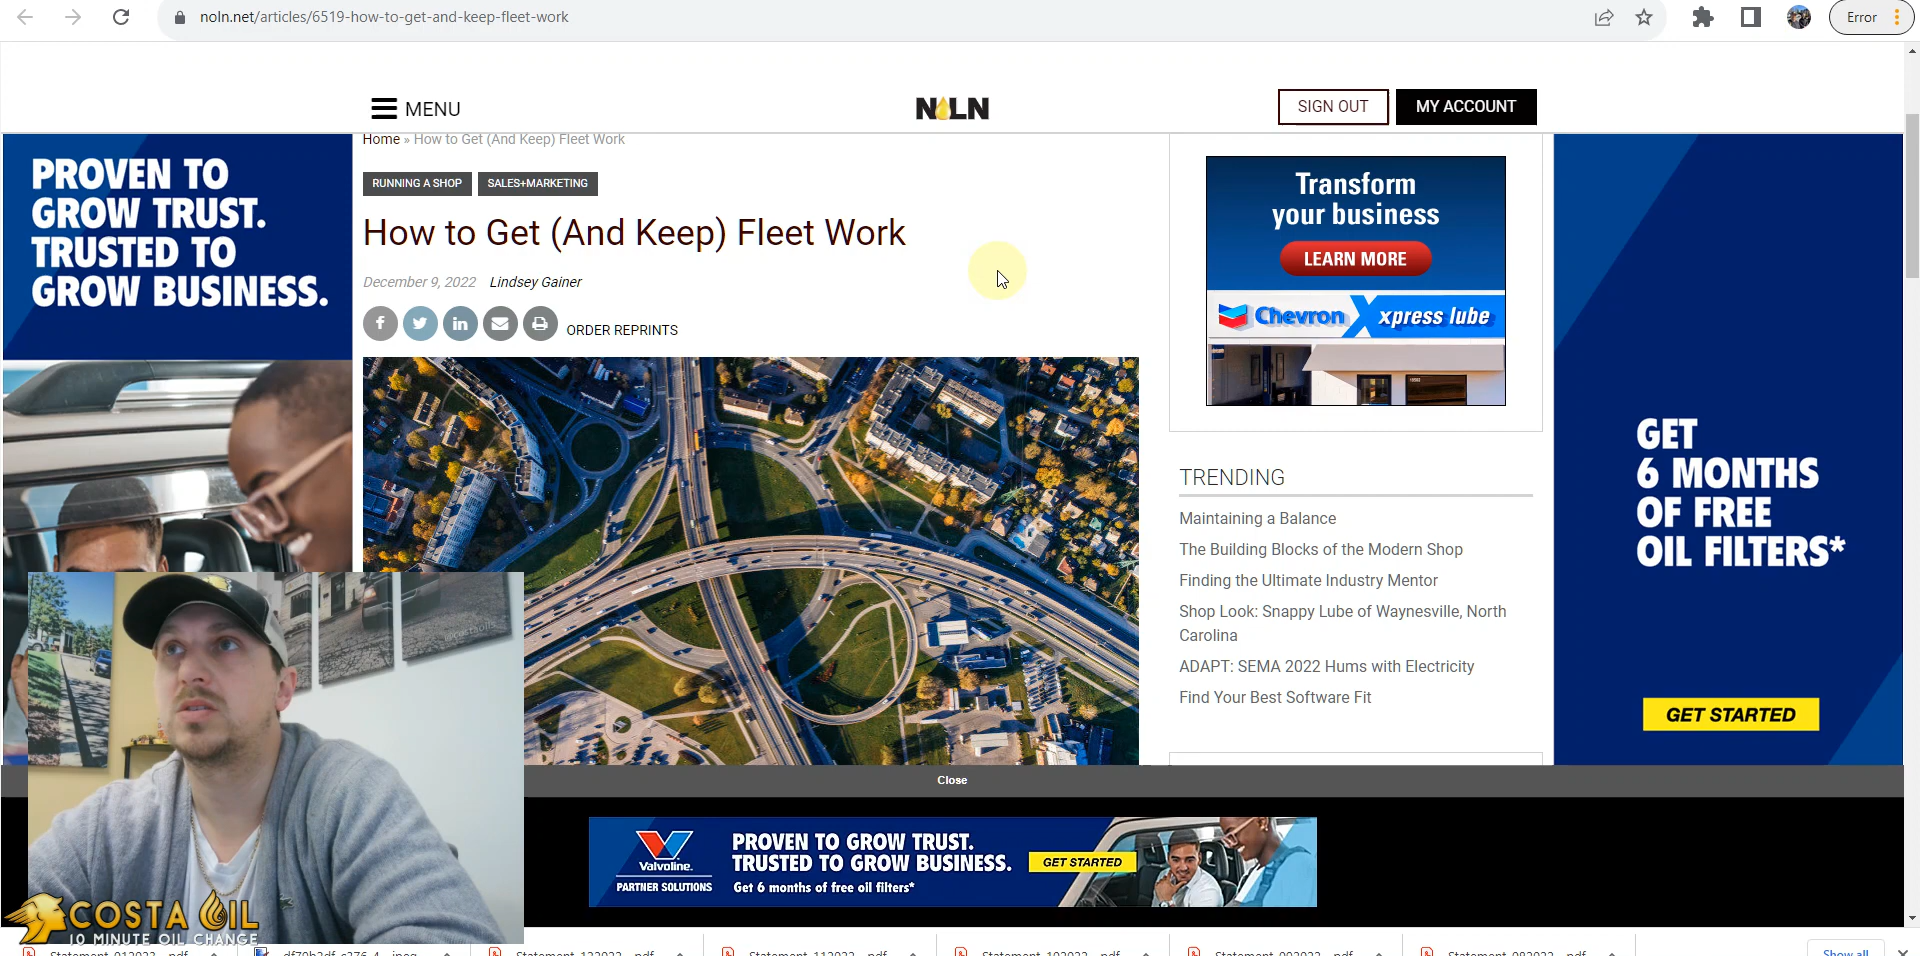 noln.net/articles/6519-how-to-get-and-keep-fleet-work
Error
MENU
NOLN
SIGN OUT
MY ACCOUNT
Home » How to Get (And Keep) Fleet Work
RUNNING A SHOP
SALES+MARKETING
How to Get (And Keep) Fleet Work
December 9, 2022 Lindsey Gainer
ORDER REPRINTS
PROVEN TO
GROW TRUST.
TRUSTED TO
GROW BUSINESS.
Transform
your business
LEARN MORE
Chevron xpress lube
TRENDING
Maintaining a Balance
The Building Blocks of the Modern Shop
Finding the Ultimate Industry Mentor
Shop Look: Snappy Lube of Waynesville, North
Carolina
ADAPT: SEMA 2022 Hums with Electricity
Find Your Best Software Fit
GET
6 MONTHS
OF FREE
OIL FILTERS*
GET STARTED
Close
Valvoline
PARTNER SOLUTIONS
PROVEN TO GROW TRUST.
TRUSTED TO GROW BUSINESS.
Get 6 months of free oil filters*
GET STARTED
COSTA OIL
10 MINUTE OIL CHANGE
Show all